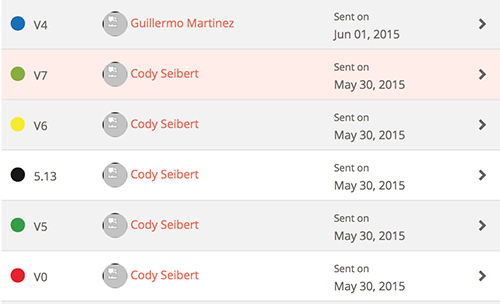 V4 Guillermo Martinez Sent on
Jun 01, 2015
V7 Cody Seibert Sent on
May 30, 2015
V6 Cody Seibert Sent on
May 30, 2015
5.13 Cody Seibert Sent on
May 30, 2015
V5 Cody Seibert Sent on
May 30, 2015
V0 Cody Seibert Sent on
May 30, 2015